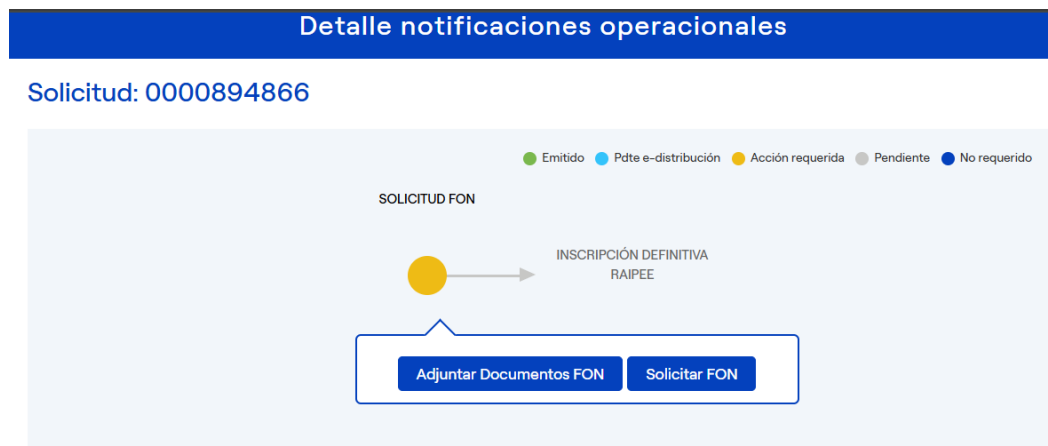 Detalle notificaciones operacionales
Solicitud: 0000894866
Emitido Pdte e-distribución Acción requerida Pendiente No requerido
SOLICITUD FON
INSCRIPCIÓN DEFINITIVA
RAIPEE
Adjuntar Documentos FON Solicitar FON